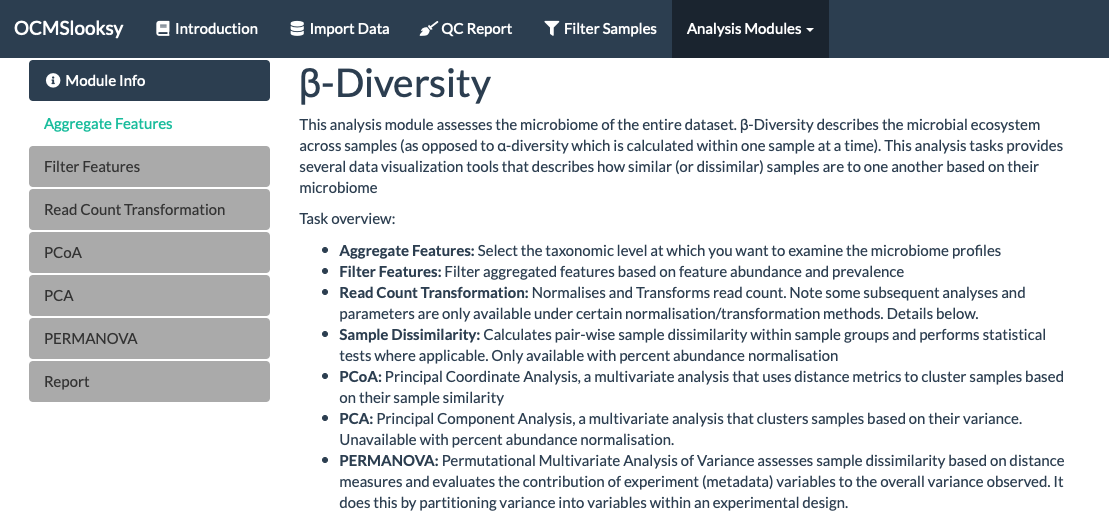 OCMSlooksy Introduction Import Data QC Report Filter Samples Analysis Modules
Module Info
Aggregate Features
Filter Features
Read Count Transformation
PCoA
PCA
PERMANOVA
Report
β-Diversity
This analysis module assesses the microbiome of the entire dataset. β-Diversity describes the microbial ecosystem
across samples (as opposed to α-diversity which is calculated within one sample at a time). This analysis tasks provides
several data visualization tools that describes how similar (or dissimilar) samples are to one another based on their
microbiome
Task overview:
• Aggregate Features: Select the taxonomic level at which you want to examine the microbiome profiles
• Filter Features: Filter aggregated features based on feature abundance and prevalence
• Read Count Transformation: Normalises and Transforms read count. Note some subsequent analyses and
parameters are only available under certain normalisation/transformation methods. Details below.
• Sample Dissimilarity: Calculates pair-wise sample dissimilarity within sample groups and performs statistical
tests where applicable. Only available with percent abundance normalisation
• PCoA: Principal Coordinate Analysis, a multivariate analysis that uses distance metrics to cluster samples based
on their sample similarity
• PCA: Principal Component Analysis, a multivariate analysis that clusters samples based on their variance.
Unavailable with percent abundance normalisation.
• PERMANOVA: Permutational Multivariate Analysis of Variance assesses sample dissimilarity based on distance
measures and evaluates the contribution of experiment (metadata) variables to the overall variance observed. It
does this by partitioning variance into variables within an experimental design.